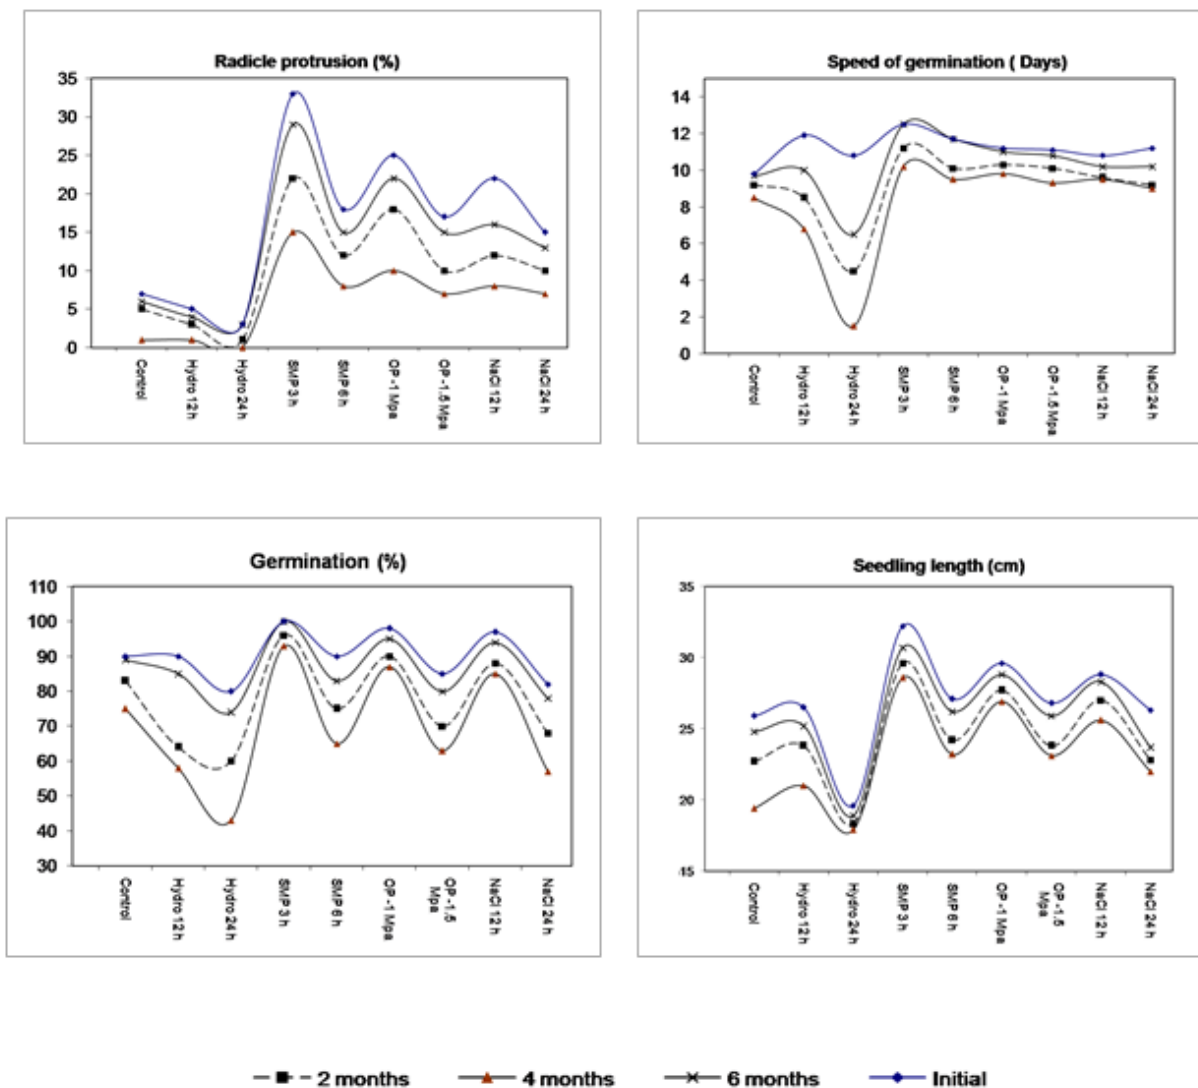 Radicle protrusion (%)
35
30
25
20
15
10
5
0
Control
Hydro 12 h
Hydro 24 h
SMP 3 h
SMP 6 h
OP -1 Mpa
OP -1.5 Mpa
NaCl 12 h
NaCl 24 h
Speed of germination ( Days)
14
12
10
8
6
4
2
0
Control
Hydro 12 h
Hydro 24 h
SMP 3 h
SMP 6 h
OP -1 Mpa
OP -1.5 Mpa
NaCl 12 h
NaCl 24 h
Germination (%)
110
100
90
80
70
60
50
40
30
Control
Hydro 12 h
Hydro 24 h
SMP 3 h
SMP 6 h
OP -1 Mpa
OP -1.5
Mpa
NaCl 12 h
NaCl 24 h
Seedling length (cm)
35
30
25
20
15
Control
Hydro 12 h
Hydro 24 h
SMP 3 h
SMP 6 h
OP -1 Mpa
OP -1.5
Mpa
NaCl 12 h
NaCl 24 h
2 months
4 months
6 months
Initial